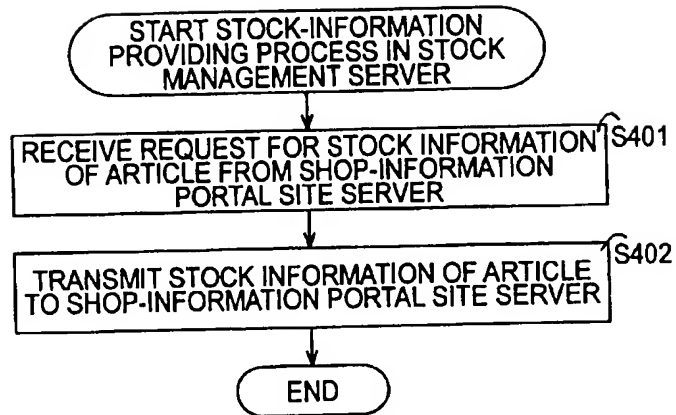 START STOCK-INFORMATION
PROVIDING PROCESS IN STOCK
MANAGEMENT SERVER
S401
RECEIVE REQUEST FOR STOCK INFORMATION
OF ARTICLE FROM SHOP-INFORMATION
PORTAL SITE SERVER
S402
TRANSMIT STOCK INFORMATION OF ARTICLE
TO SHOP-INFORMATION PORTAL SITE SERVER
END